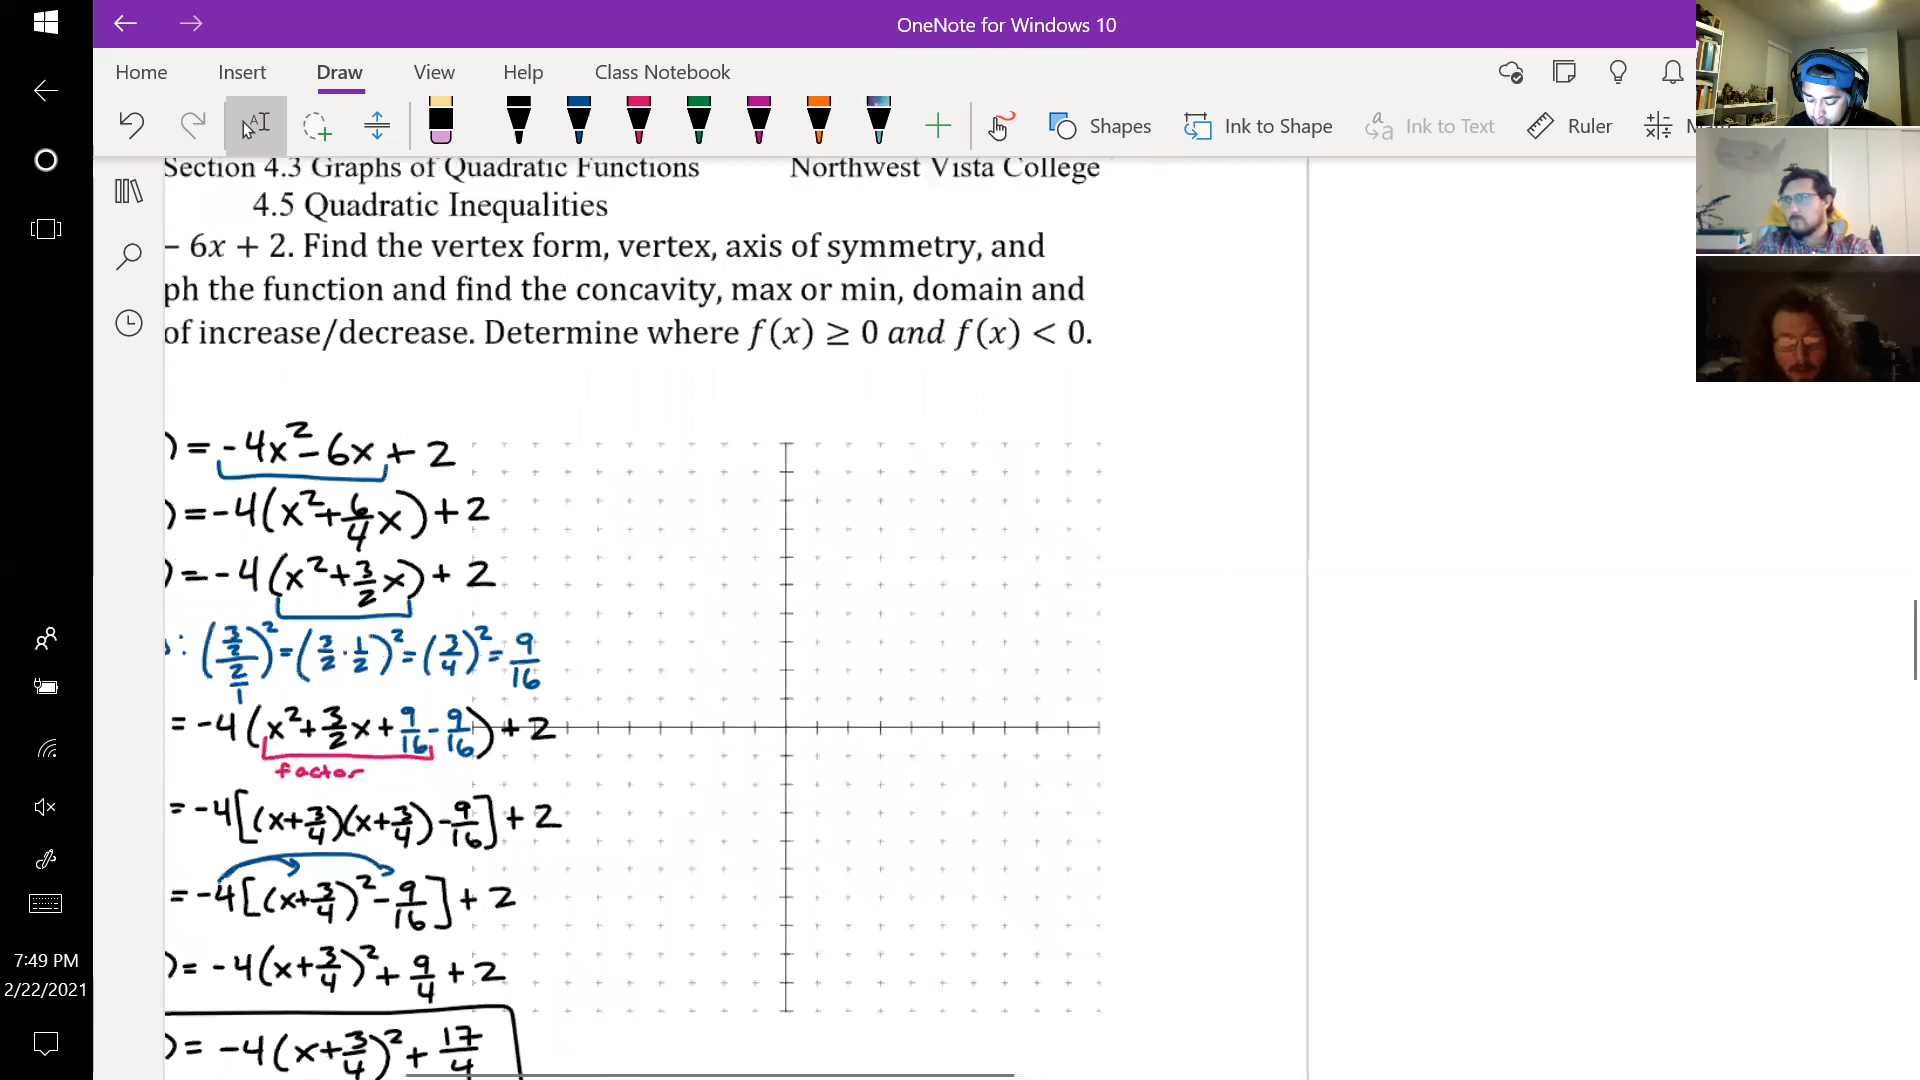 OneNote for Windows 10
Home Insert Draw View Help Class Notebook
Shapes Ink to Shape Ink to Text Ruler
Section 4.3 Graphs of Quadratic Functions Northwest Vista College
4.5 Quadratic Inequalities
− 6x + 2. Find the vertex form, vertex, axis of symmetry, and
ph the function and find the concavity, max or min, domain and
of increase/decrease. Determine where f(x) ≥ 0 and f(x) < 0.
) = -4x² - 6x + 2
) = -4(x² + 6/4 x) + 2
) = -4(x² + 3/2 x) + 2
: ((3/2)/(2/1))² = (3/2 · 1/2)² = (3/4)² = 9/16
= -4(x² + 3/2 x + 9/16 - 9/16) + 2
factor
= -4[(x + 3/4)(x + 3/4) - 9/16] + 2
= -4[(x + 3/4)² - 9/16] + 2
) = -4(x + 3/4)² + 9/4 + 2
) = -4(x + 3/4)² + 17/4
7:49 PM
2/22/2021